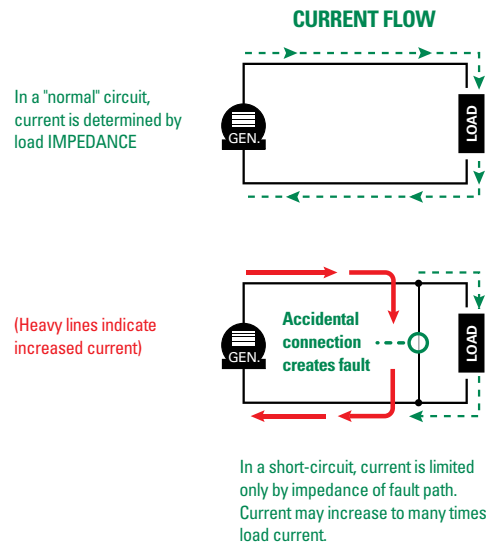 CURRENT FLOW
In a "normal" circuit,
current is determined by
load IMPEDANCE
GEN.
LOAD
(Heavy lines indicate
increased current)
GEN.
Accidental
connection
creates fault
LOAD
In a short-circuit, current is limited
only by impedance of fault path.
Current may increase to many times
load current.